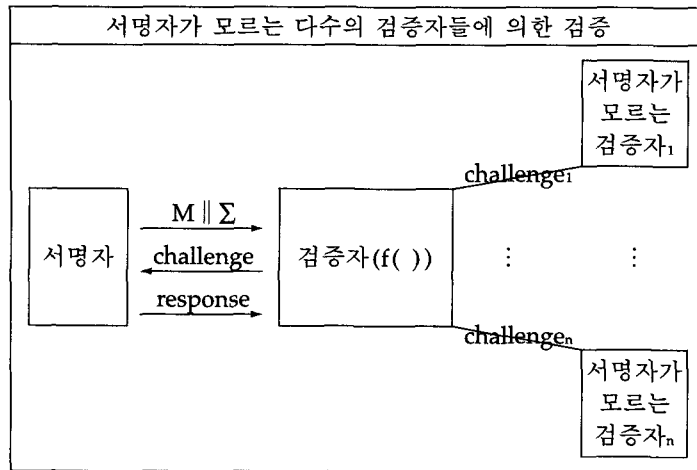 서명자가 모르는 다수의 검증자들에 의한 검증
서명자가
모르는
검증자₁
challenge₁
M ∥ ∑
서명자
challenge
검증자(f( ))
⋮
⋮
response
challengeₙ
서명자가
모르는
검증자ₙ